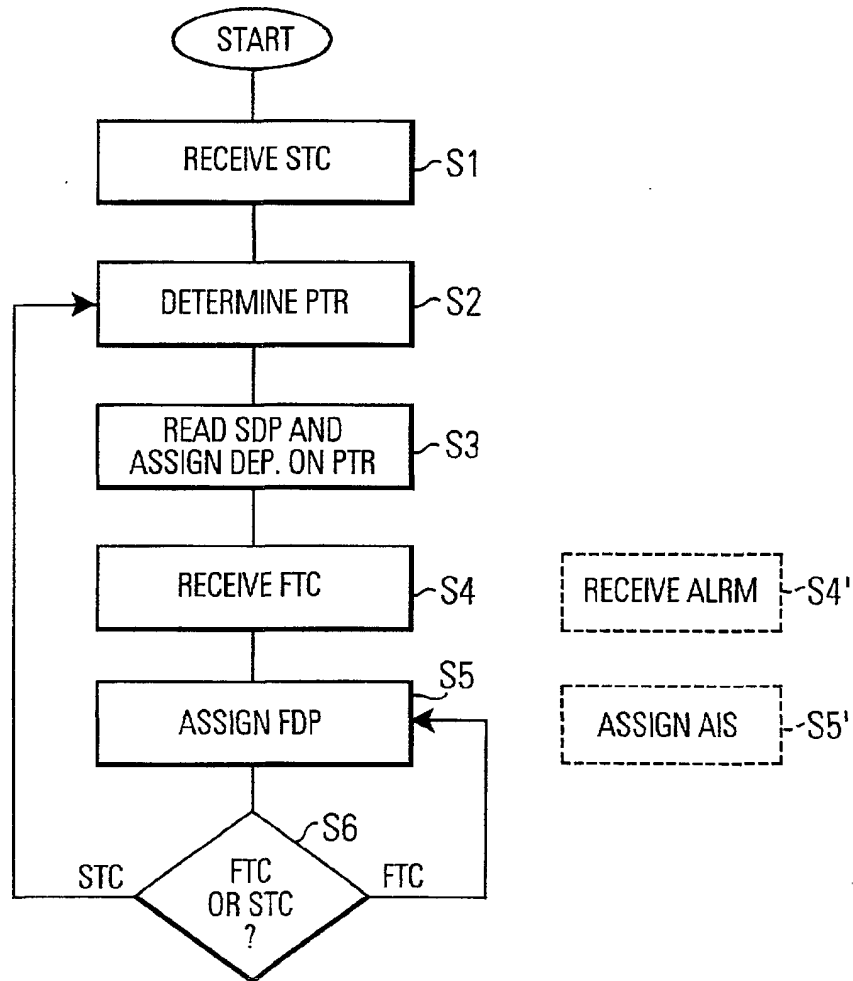 START
RECEIVE STC
S1
DETERMINE PTR
S2
READ SDP AND
ASSIGN DEP. ON PTR
S3
RECEIVE FTC
S4
RECEIVE ALRM
S4'
ASSIGN FDP
S5
ASSIGN AIS
S5'
S6
STC
FTC
OR STC
?
FTC